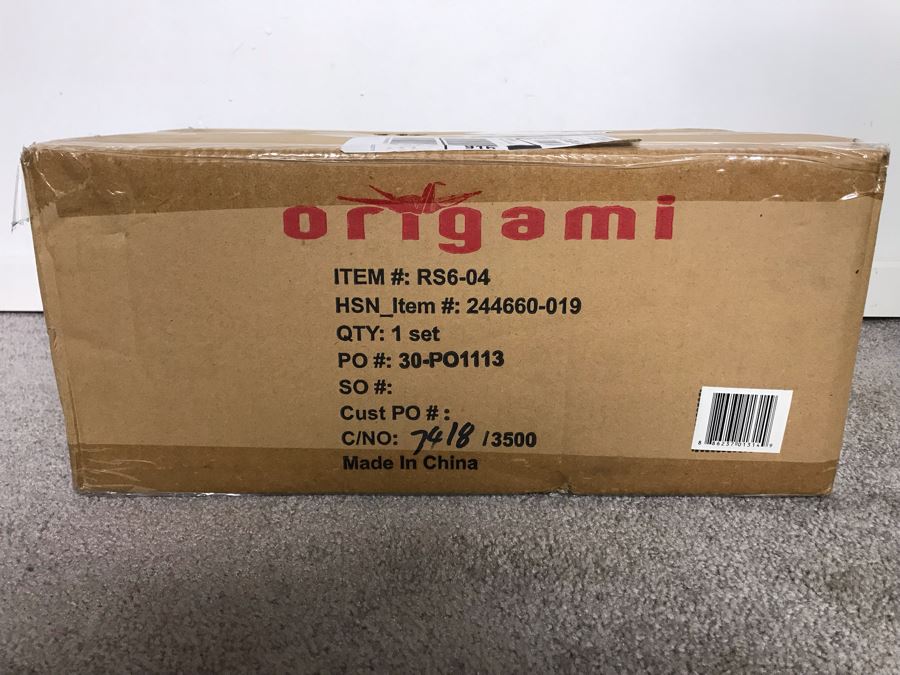 origami
ITEM #: RS6-04
HSN_Item #: 244660-019
QTY: 1 set
PO #: 30-PO1113
SO #:
Cust PO # :
C/NO: 7418 /3500
Made In China